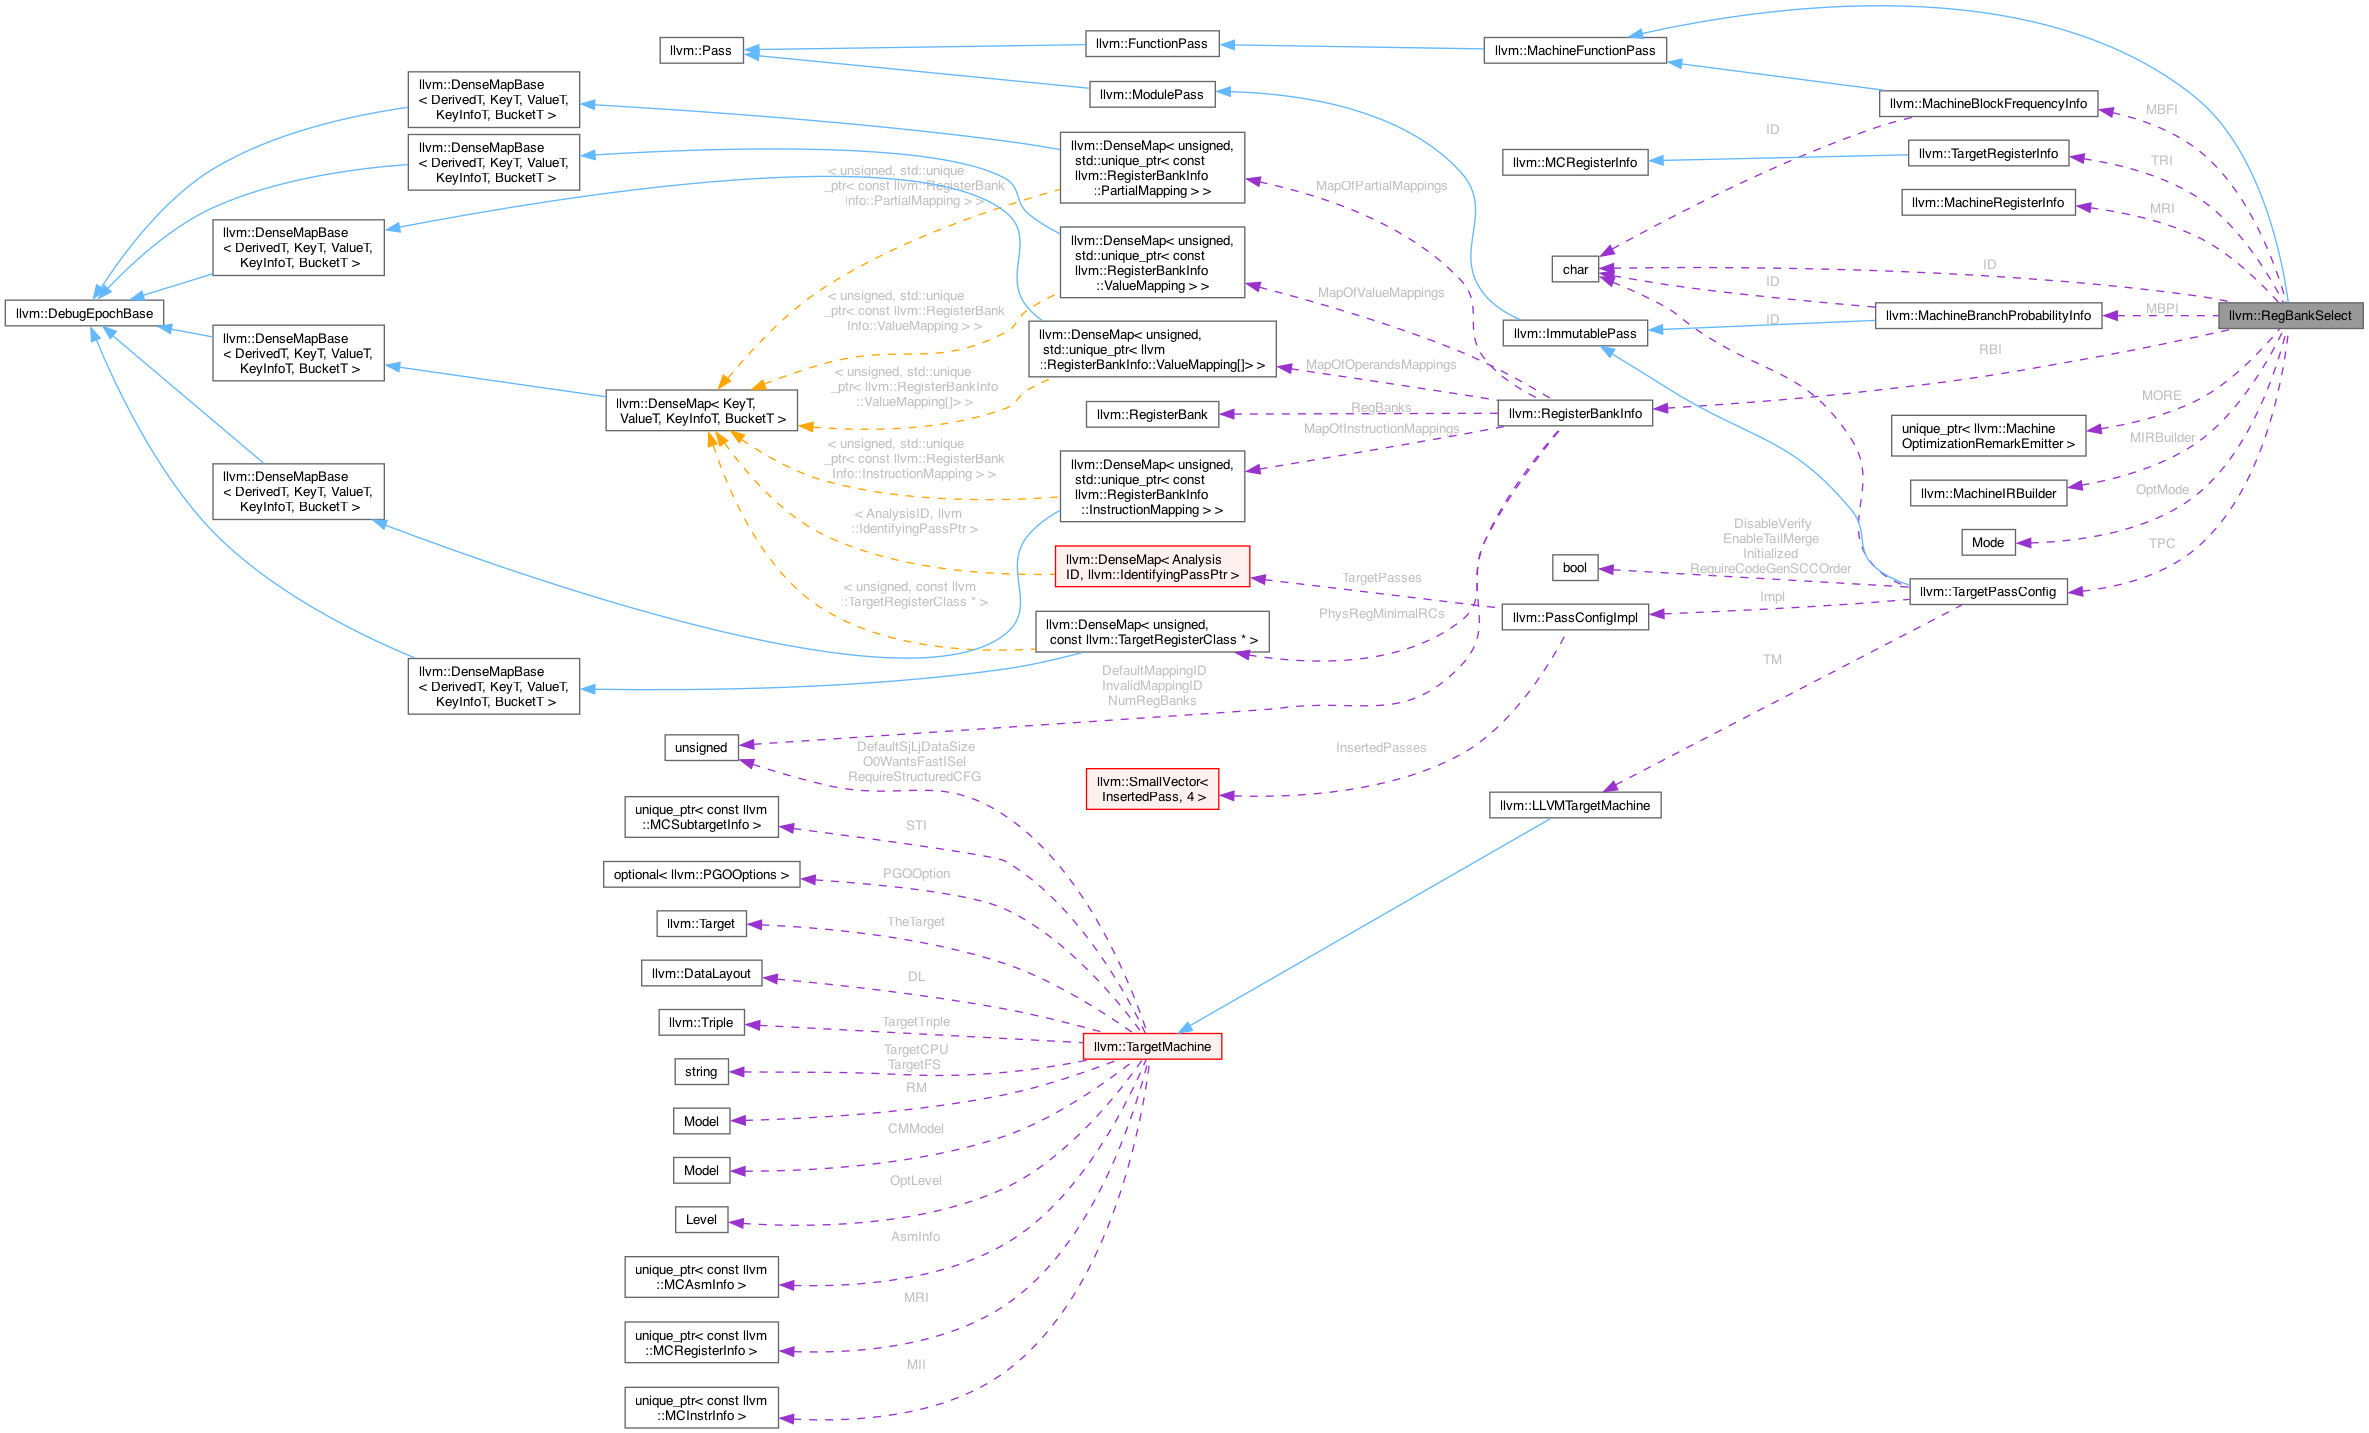 llvm::Pass
llvm::FunctionPass
llvm::MachineFunctionPass
llvm::DenseMapBase
< DerivedT, KeyT, ValueT,
KeyInfoT, BucketT >
llvm::ModulePass
llvm::MachineBlockFrequencyInfo
MBFI
ID
llvm::DenseMapBase
< DerivedT, KeyT, ValueT,
KeyInfoT, BucketT >
llvm::DenseMap< unsigned,
std::unique_ptr< const
llvm::RegisterBankInfo
::PartialMapping > >
llvm::MCRegisterInfo
llvm::TargetRegisterInfo
TRI
< unsigned, std::unique
_ptr< const llvm::RegisterBank
Info::PartialMapping > >
MapOfPartialMappings
llvm::MachineRegisterInfo
MRI
llvm::DenseMapBase
< DerivedT, KeyT, ValueT,
KeyInfoT, BucketT >
llvm::DenseMap< unsigned,
std::unique_ptr< const
llvm::RegisterBankInfo
::ValueMapping > >
char
ID
ID
llvm::DebugEpochBase
< unsigned, std::unique
_ptr< const llvm::RegisterBank
Info::ValueMapping > >
MapOfValueMappings
ID
llvm::MachineBranchProbabilityInfo
MBPI
llvm::RegBankSelect
llvm::DenseMapBase
< DerivedT, KeyT, ValueT,
KeyInfoT, BucketT >
llvm::DenseMap< unsigned,
std::unique_ptr< llvm
::RegisterBankInfo::ValueMapping[]> >
llvm::ImmutablePass
RBI
< unsigned, std::unique
_ptr< llvm::RegisterBankInfo
::ValueMapping[]> >
MapOfOperandsMappings
llvm::DenseMap< KeyT,
ValueT, KeyInfoT, BucketT >
llvm::RegisterBank
RegBanks
llvm::RegisterBankInfo
MORE
unique_ptr< llvm::Machine
OptimizationRemarkEmitter >
MapOfInstructionMappings
< unsigned, std::unique
_ptr< const llvm::RegisterBank
Info::InstructionMapping > >
MIRBuilder
llvm::DenseMapBase
< DerivedT, KeyT, ValueT,
KeyInfoT, BucketT >
llvm::DenseMap< unsigned,
std::unique_ptr< const
llvm::RegisterBankInfo
::InstructionMapping > >
llvm::MachineIRBuilder
OptMode
< AnalysisID, llvm
::IdentifyingPassPtr >
DisableVerify
EnableTailMerge
Initialized
RequireCodeGenSCCOrder
Mode
TPC
llvm::DenseMap< Analysis
ID, llvm::IdentifyingPassPtr >
TargetPasses
bool
< unsigned, const llvm
::TargetRegisterClass * >
llvm::TargetPassConfig
Impl
llvm::DenseMap< unsigned,
const llvm::TargetRegisterClass * >
PhysRegMinimalRCs
llvm::PassConfigImpl
llvm::DenseMapBase
< DerivedT, KeyT, ValueT,
KeyInfoT, BucketT >
DefaultMappingID
InvalidMappingID
NumRegBanks
TM
unsigned
DefaultSjLjDataSize
O0WantsFastISel
RequireStructuredCFG
InsertedPasses
llvm::SmallVector<
InsertedPass, 4 >
llvm::LLVMTargetMachine
unique_ptr< const llvm
::MCSubtargetInfo >
STI
optional< llvm::PGOOptions >
PGOOption
llvm::Target
TheTarget
llvm::DataLayout
DL
llvm::Triple
TargetTriple
llvm::TargetMachine
string
TargetCPU
TargetFS
RM
Model
CMModel
Model
OptLevel
Level
AsmInfo
unique_ptr< const llvm
::MCAsmInfo >
MRI
unique_ptr< const llvm
::MCRegisterInfo >
MII
unique_ptr< const llvm
::MCInstrInfo >